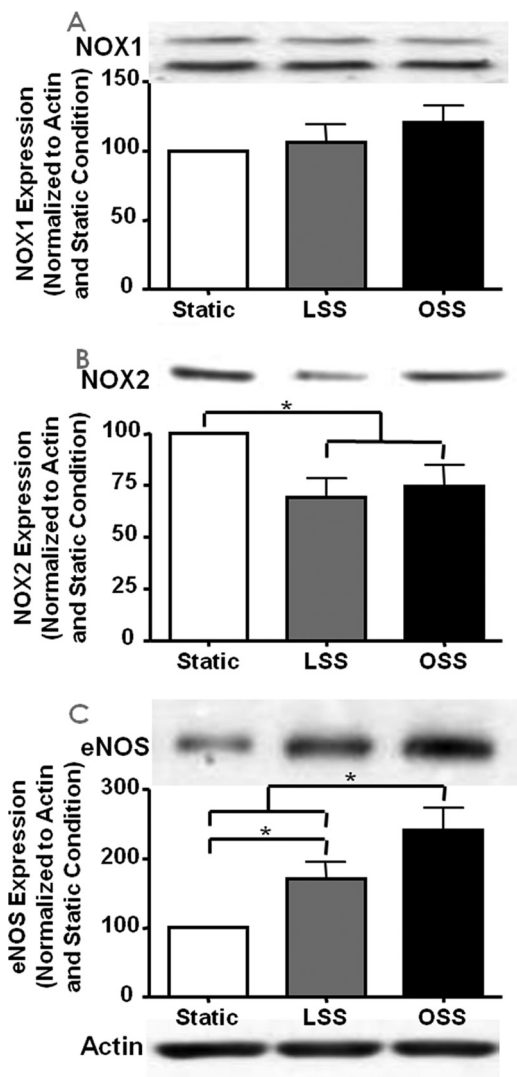 A
NOX1
NOX1 Expression
(Normalized to Actin
and Static Condition)
150
100
50
0
Static LSS OSS
B
NOX2
*
NOX2 Expression
(Normalized to Actin
and Static Condition)
100
75
50
25
0
Static LSS OSS
C
eNOS
*
*
eNOS Expression
(Normalized to Actin
and Static Condition)
300
200
100
0
Static LSS OSS
Actin